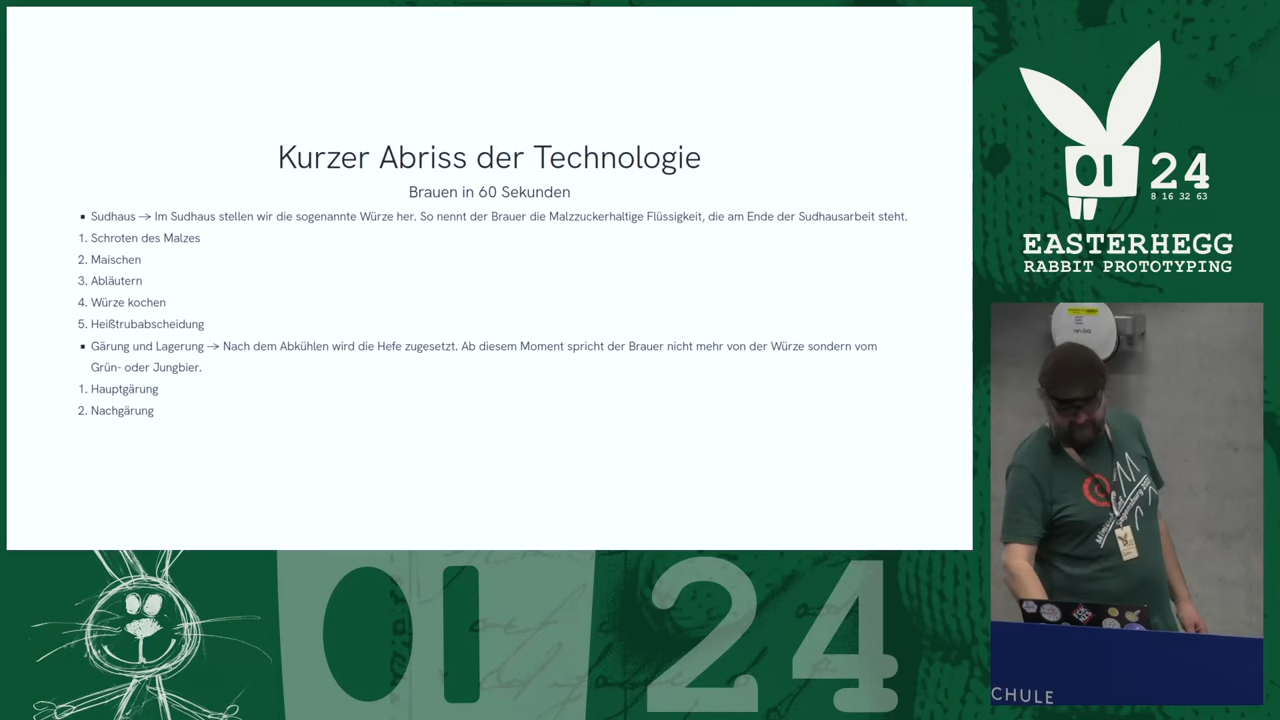 Kurzer Abriss der Technologie
Brauen in 60 Sekunden
▪ Sudhaus → Im Sudhaus stellen wir die sogenannte Würze her. So nennt der Brauer die Malzzuckerhaltige Flüssigkeit, die am Ende der Sudhausarbeit steht.
1. Schroten des Malzes
2. Maischen
3. Abläutern
4. Würze kochen
5. Heißtrubabscheidung
▪ Gärung und Lagerung → Nach dem Abkühlen wird die Hefe zugesetzt. Ab diesem Moment spricht der Brauer nicht mehr von der Würze sondern vom
Grün- oder Jungbier.
1. Hauptgärung
2. Nachgärung
24
8 16 32 63
EASTERHEGG
RABBIT PROTOTYPING
CHULE
24